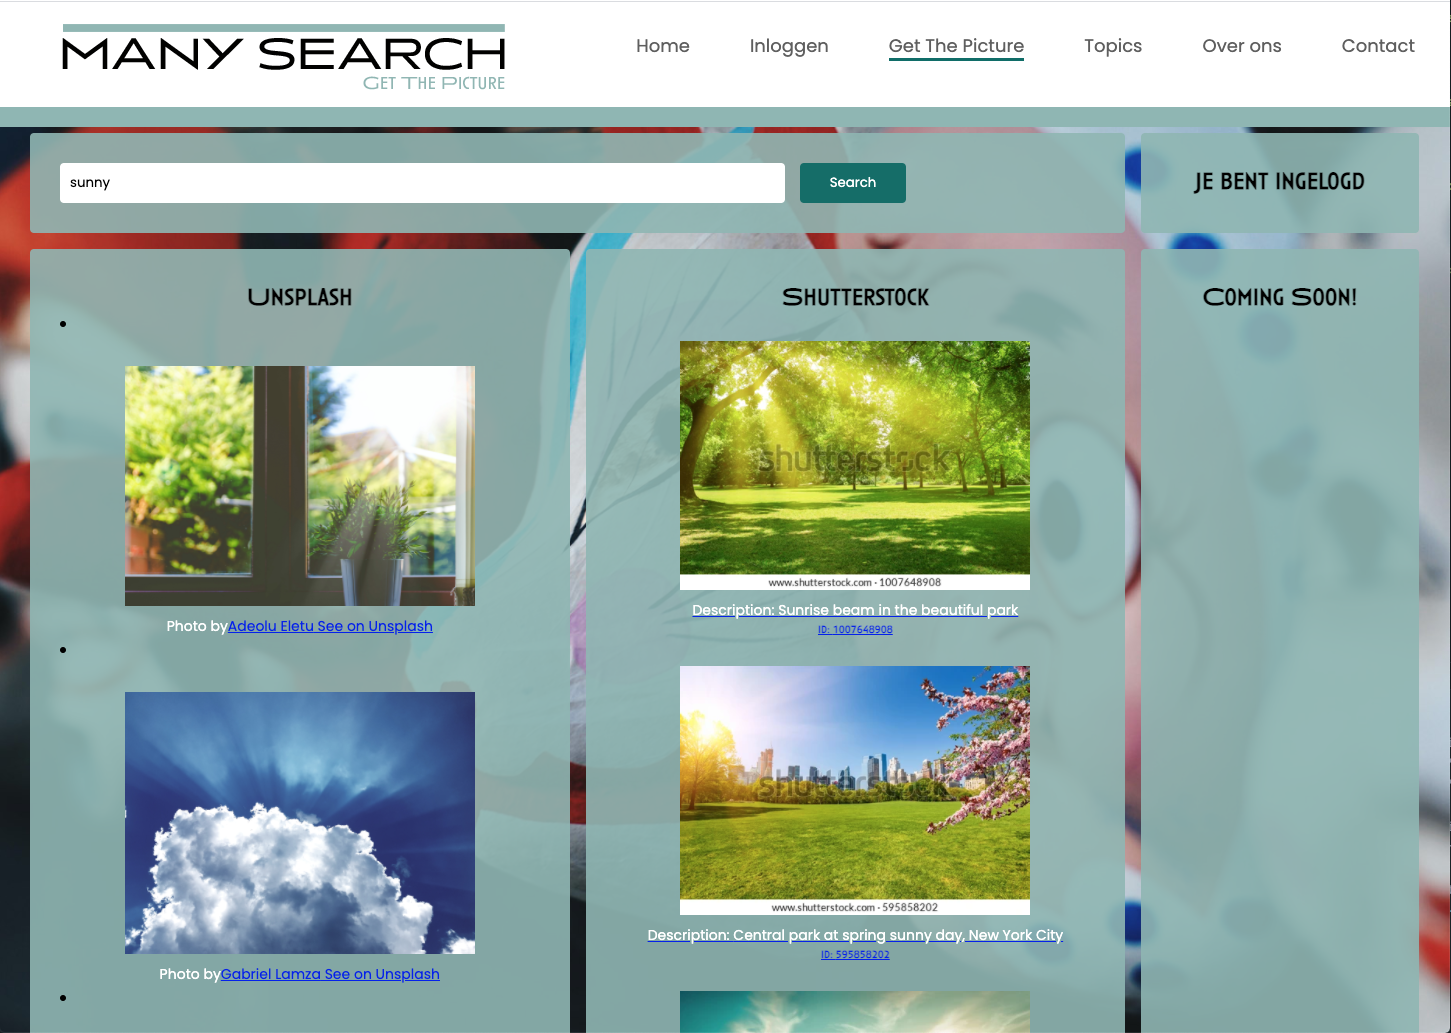 MANY SEARCH
GET THE PICTURE
Home
Inloggen
Get The Picture
Topics
Over ons
Contact
sunny
Search
JE BENT INGELOGD
UNSPLASH
SHUTTERSTOCK
COMING SOON!
Photo byAdeolu Eletu See on Unsplash
Photo byGabriel Lamza See on Unsplash
shutterstock
www.shutterstock.com · 1007648908
Description: Sunrise beam in the beautiful park
ID: 1007648908
shutterstock
www.shutterstock.com · 595858202
Description: Central park at spring sunny day, New York City
ID: 595858202